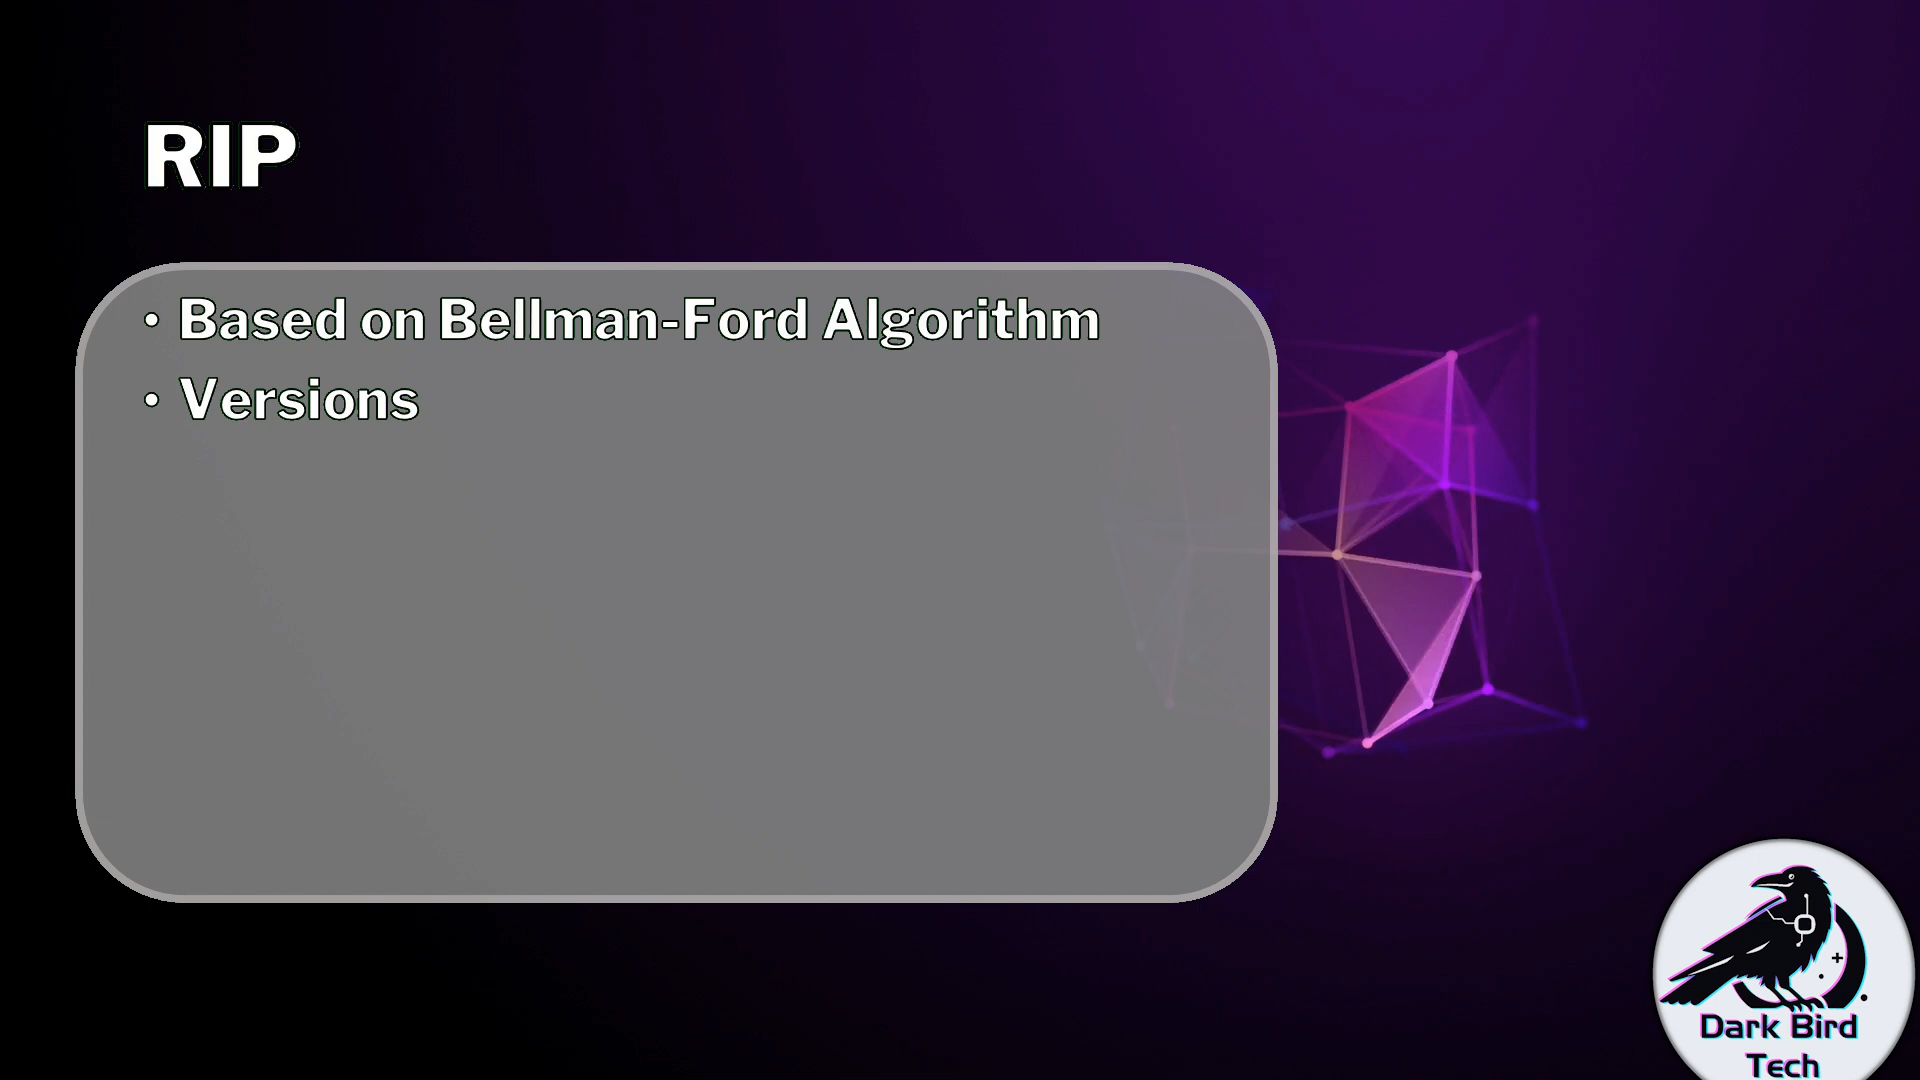 RIP
• Based on Bellman-Ford Algorithm
• Versions
Dark Bird
Tech